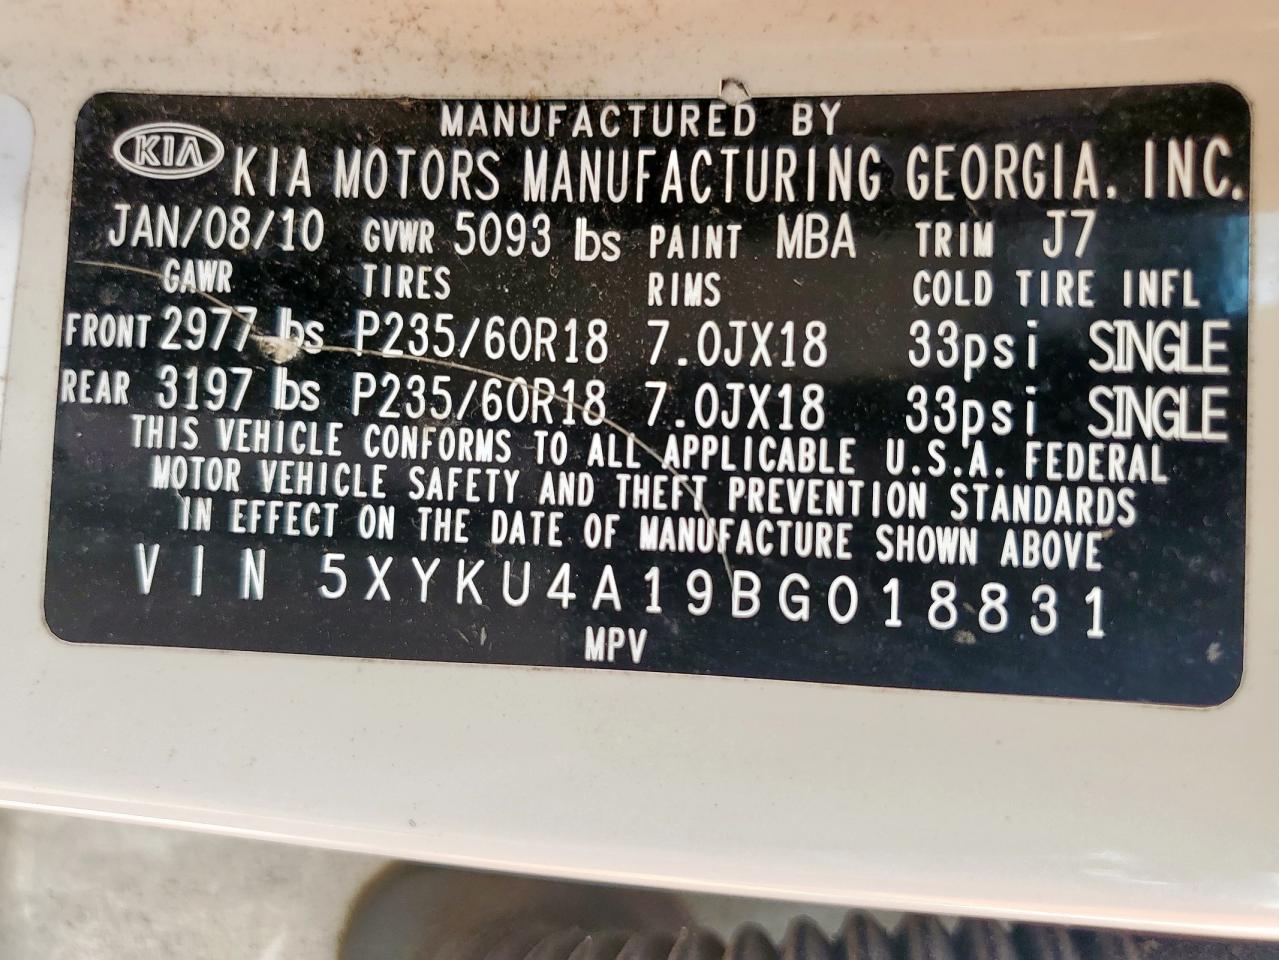 MANUFACTURED BY
KIA KIA MOTORS MANUFACTURING GEORGIA, INC.
JAN/08/10 GVWR 5093 lbs PAINT MBA TRIM J7
GAWR TIRES RIMS COLD TIRE INFL
FRONT 2977 lbs P235/60R18 7.0JX18 33psi SINGLE
REAR 3197 lbs P235/60R18 7.0JX18 33psi SINGLE
THIS VEHICLE CONFORMS TO ALL APPLICABLE U.S.A. FEDERAL
MOTOR VEHICLE SAFETY AND THEFT PREVENTION STANDARDS
IN EFFECT ON THE DATE OF MANUFACTURE SHOWN ABOVE
VIN 5XYKU4A19BG018831
MPV